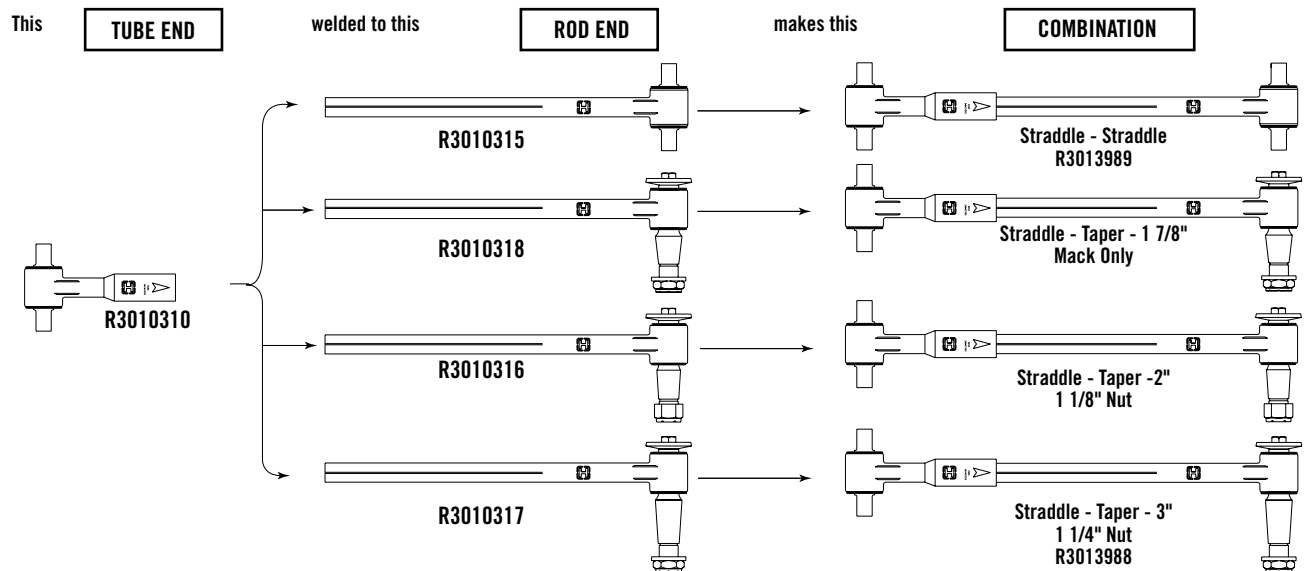 This
TUBE END
welded to this
ROD END
makes this
COMBINATION
R3010310
R3010315
Straddle - Straddle
R3013989
R3010318
Straddle - Taper - 1 7/8"
Mack Only
R3010316
Straddle - Taper -2"
1 1/8" Nut
R3010317
Straddle - Taper - 3"
1 1/4" Nut
R3013988